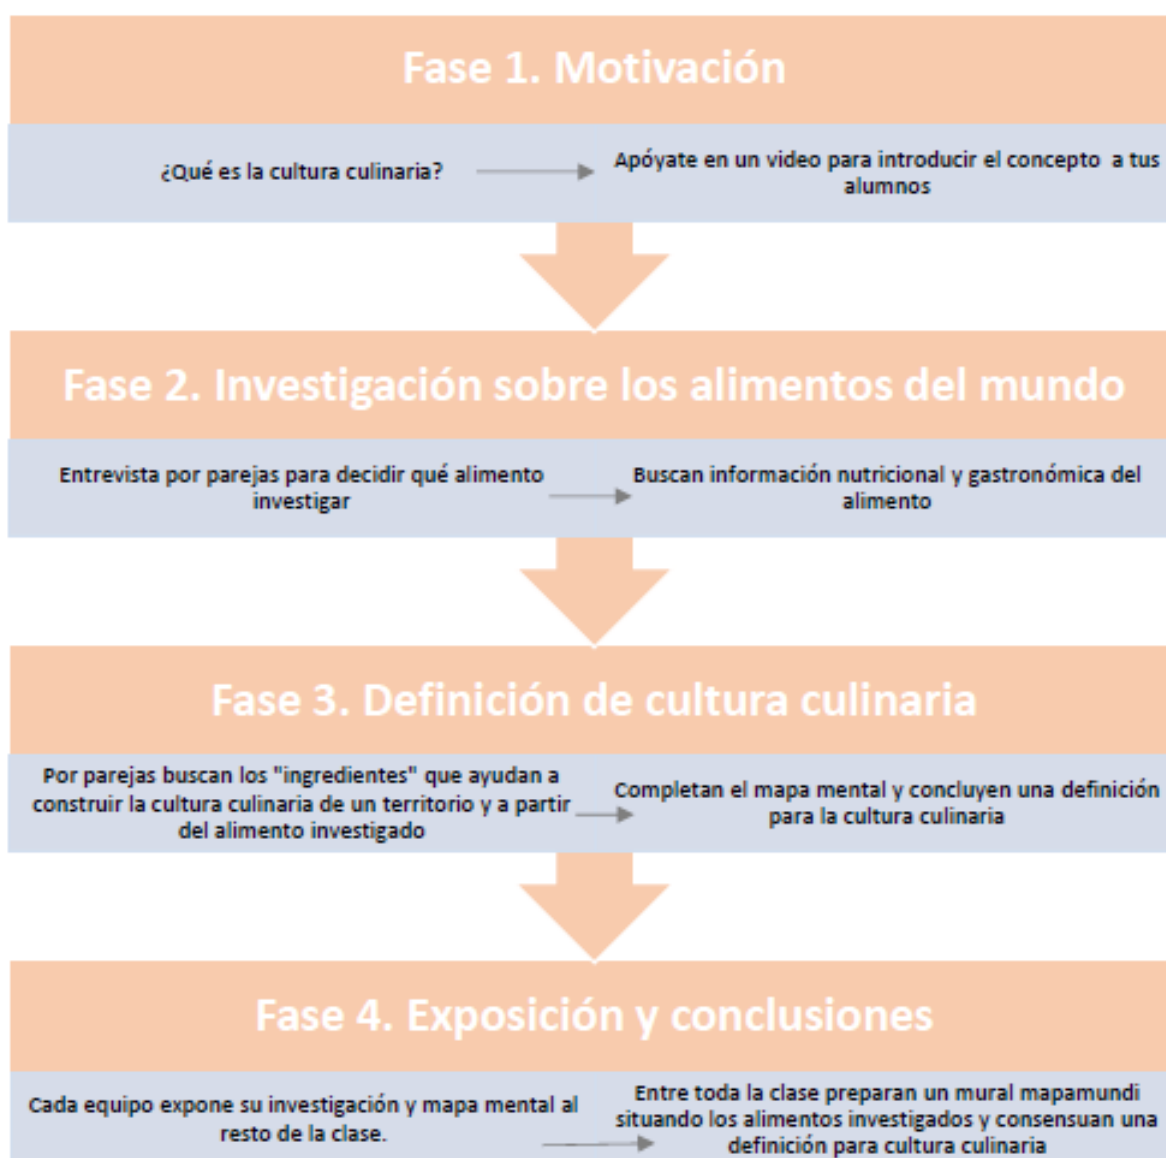 Fase 1. Motivación
¿Qué es la cultura culinaria?
Apóyate en un video para introducir el concepto a tus
alumnos
Fase 2. Investigación sobre los alimentos del mundo
Entrevista por parejas para decidir qué alimento
investigar
Buscan información nutricional y gastronómica del
alimento
Fase 3. Definición de cultura culinaria
Por parejas buscan los "ingredientes" que ayudan a
construir la cultura culinaria de un territorio y a partir
del alimento investigado
Completan el mapa mental y concluyen una definición
para la cultura culinaria
Fase 4. Exposición y conclusiones
Cada equipo expone su investigación y mapa mental al
resto de la clase.
Entre toda la clase preparan un mural mapamundi
situando los alimentos investigados y consensuan una
definición para cultura culinaria